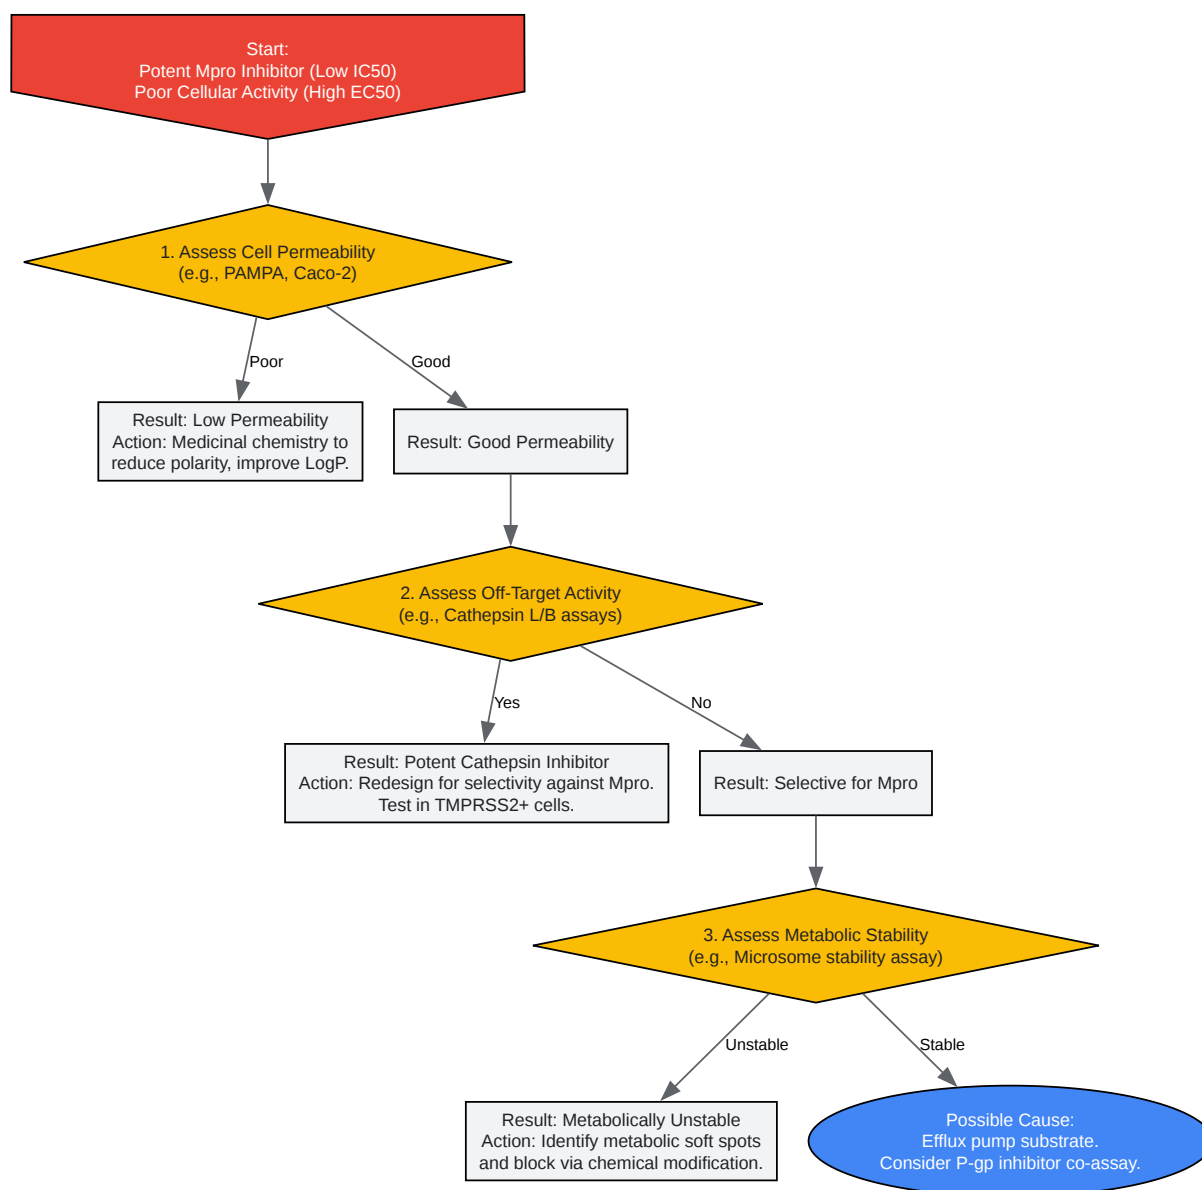 Start:
Potent Mpro Inhibitor (Low IC50)
Poor Cellular Activity (High EC50)
1. Assess Cell Permeability
(e.g., PAMPA, Caco-2)
Poor
Good
Result: Low Permeability
Action: Medicinal chemistry to
reduce polarity, improve LogP.
Result: Good Permeability
2. Assess Off-Target Activity
(e.g., Cathepsin L/B assays)
Yes
No
Result: Potent Cathepsin Inhibitor
Action: Redesign for selectivity against Mpro.
Test in TMPRSS2+ cells.
Result: Selective for Mpro
3. Assess Metabolic Stability
(e.g., Microsome stability assay)
Unstable
Stable
Result: Metabolically Unstable
Action: Identify metabolic soft spots
and block via chemical modification.
Possible Cause:
Efflux pump substrate.
Consider P-gp inhibitor co-assay.